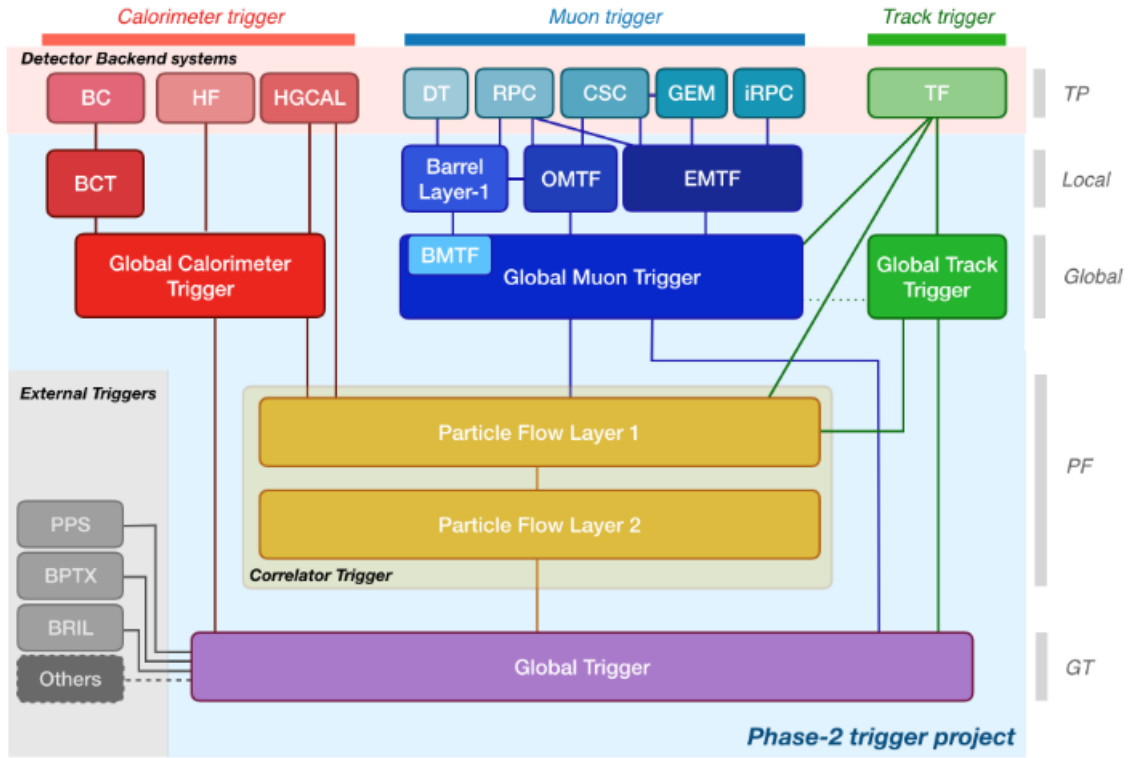 Calorimeter trigger
Muon trigger
Track trigger
Detector Backend systems
BC
HF
HGCAL
DT
RPC
CSC
GEM
iRPC
TF
TP
BCT
Barrel
Layer-1
OMTF
EMTF
Local
Global Calorimeter
Trigger
BMTF
Global Muon Trigger
Global Track
Trigger
Global
External Triggers
Particle Flow Layer 1
PF
Particle Flow Layer 2
Correlator Trigger
PPS
BPTX
BRIL
Others
Global Trigger
GT
Phase-2 trigger project